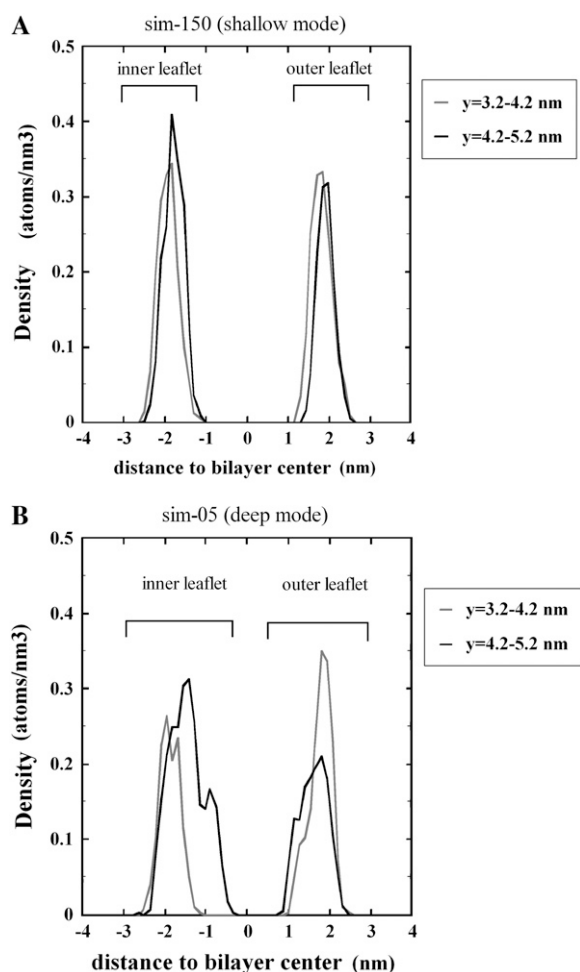 A
sim-150 (shallow mode)
inner leaflet
outer leaflet
y=3.2-4.2 nm
y=4.2-5.2 nm
0.5
0.4
0.3
0.2
0.1
0
Density (atoms/nm3)
-4 -3 -2 -1 0 1 2 3 4
distance to bilayer center (nm)
B
sim-05 (deep mode)
inner leaflet
outer leaflet
y=3.2-4.2 nm
y=4.2-5.2 nm
0.5
0.4
0.3
0.2
0.1
0
Density (atoms/nm3)
-4 -3 -2 -1 0 1 2 3 4
distance to bilayer center (nm)